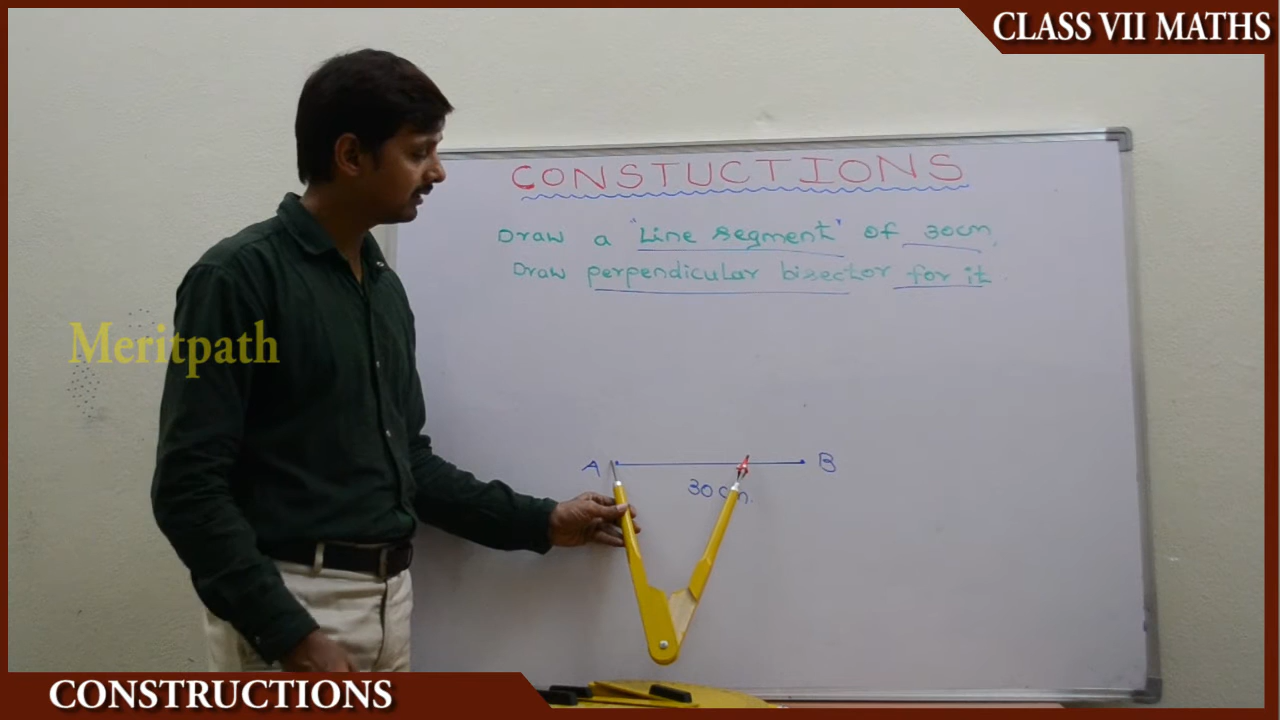 CLASS VII MATHS
CONSTUCTIONS
Draw a "Line segment" of 30cm,
Draw perpendicular bisector for it
Meritpath
A B
30 cm.
CONSTRUCTIONS